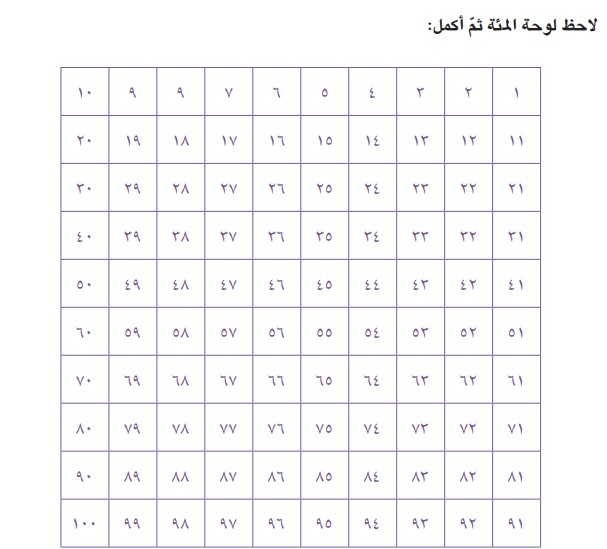 لاحظ لوحة المئة ثمّ أكمل:
١ ٢ ٣ ٤ ٥ ٦ ٧ ٩ ٩ ١٠
١١ ١٢ ١٣ ١٤ ١٥ ١٦ ١٧ ١٨ ١٩ ٢٠
٢١ ٢٢ ٢٣ ٢٤ ٢٥ ٢٦ ٢٧ ٢٨ ٢٩ ٣٠
٣١ ٣٢ ٣٣ ٣٤ ٣٥ ٣٦ ٣٧ ٣٨ ٣٩ ٤٠
٤١ ٤٢ ٤٣ ٤٤ ٤٥ ٤٦ ٤٧ ٤٨ ٤٩ ٥٠
٥١ ٥٢ ٥٣ ٥٤ ٥٥ ٥٦ ٥٧ ٥٨ ٥٩ ٦٠
٦١ ٦٢ ٦٣ ٦٤ ٦٥ ٦٦ ٦٧ ٦٨ ٦٩ ٧٠
٧١ ٧٢ ٧٣ ٧٤ ٧٥ ٧٦ ٧٧ ٧٨ ٧٩ ٨٠
٨١ ٨٢ ٨٣ ٨٤ ٨٥ ٨٦ ٨٧ ٨٨ ٨٩ ٩٠
٩١ ٩٢ ٩٣ ٩٤ ٩٥ ٩٦ ٩٧ ٩٨ ٩٩ ١٠٠